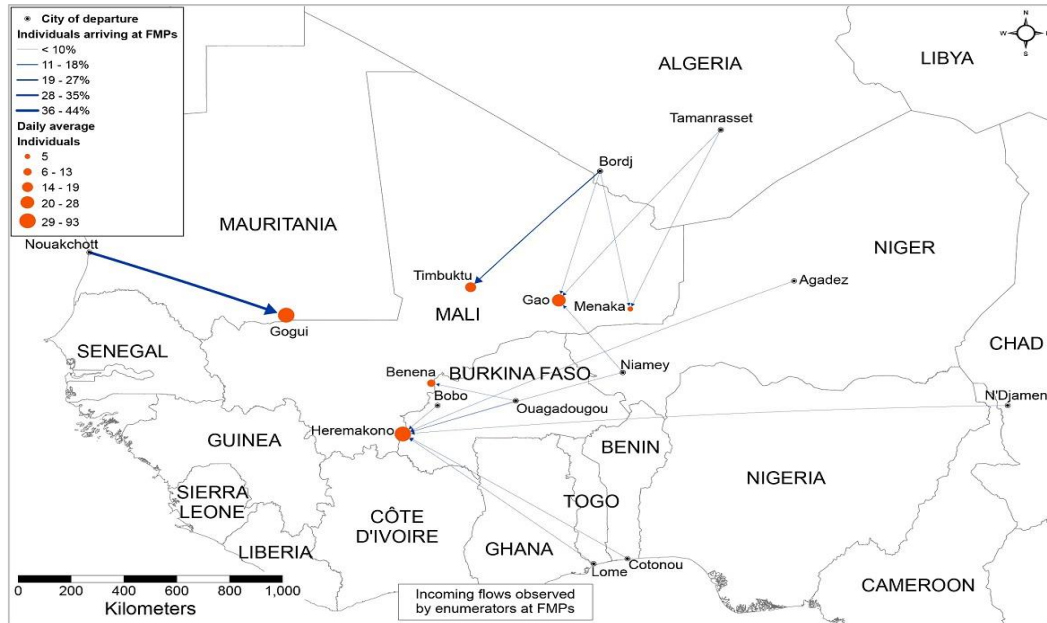 City of departure
Individuals arriving at FMPs
< 10%
11 - 18%
19 - 27%
28 - 35%
36 - 44%
Daily average
Individuals
5
6 - 13
14 - 19
20 - 28
29 - 93
N
W
E
S
LIBYA
ALGERIA
Tamanrasset
Bordj
MAURITANIA
Nouakchott
NIGER
Timbuktu
Agadez
Gao
Menaka
MALI
Gogui
CHAD
SENEGAL
Niamey
Benena
BURKINA FASO
Bobo
N'Djamen
Ouagadougou
Heremakono
GUINEA
BENIN
NIGERIA
SIERRA
LEONE
TOGO
CÔTE
D'IVOIRE
LIBERIA
GHANA
Lome
Cotonou
CAMEROON
0 200 400 600 800 1,000
Kilometers
Incoming flows observed
by enumerators at FMPs